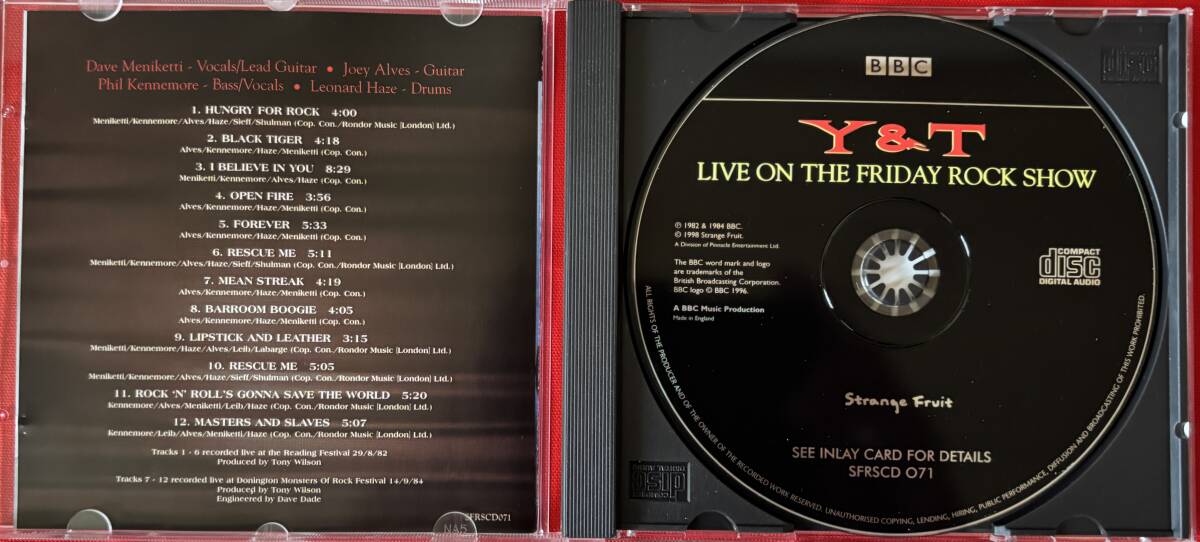 Dave Meniketti - Vocals/Lead Guitar • Joey Alves - Guitar
Phil Kennemore - Bass/Vocals • Leonard Haze - Drums
1. HUNGRY FOR ROCK 4:00
Meniketti/Kennemore/Alves/Haze/Sieff/Shulman (Cop. Con./Rondor Music [London] Ltd.)
2. BLACK TIGER 4:18
Alves/Kennemore/Haze/Meniketti (Cop. Con.)
3. I BELIEVE IN YOU 8:29
Meniketti/Kennemore/Alves/Haze (Cop. Con.)
4. OPEN FIRE 3:56
Alves/Kennemore/Haze/Meniketti (Cop. Con.)
5. FOREVER 5:33
Alves/Kennemore/Haze/Meniketti (Cop. Con.)
6. RESCUE ME 5:11
Meniketti/Kennemore/Alves/Haze/Sieff/Shulman (Cop. Con./Rondor Music [London] Ltd.)
7. MEAN STREAK 4:19
Alves/Kennemore/Haze/Meniketti (Cop. Con.)
8. BARROOM BOOGIE 4:05
Alves/Kennemore/Haze/Meniketti (Cop. Con.)
9. LIPSTICK AND LEATHER 3:15
Meniketti/Kennemore/Haze/Alves/Leib/Labarge (Cop. Con./Rondor Music [London] Ltd.)
10. RESCUE ME 5:05
Meniketti/Kennemore/Alves/Haze/Sieff/Shulman (Cop. Con./Rondor Music [London] Ltd.)
11. ROCK 'N' ROLL'S GONNA SAVE THE WORLD 5:20
Kennemore/Alves/Meniketti/Leib/Haze (Cop. Con./Rondor Music [London] Ltd.)
12. MASTERS AND SLAVES 5:07
Kennemore/Leib/Alves/Meniketti/Haze (Cop. Con./Rondor Music [London] Ltd.)
Tracks 1 - 6 recorded live at the Reading Festival 29/8/82
Produced by Tony Wilson
Tracks 7 - 12 recorded live at Donington Monsters Of Rock Festival 14/9/84
Produced by Tony Wilson
Engineered by Dave Dade
SFRSCD071
NA5
BBC
Y&T
LIVE ON THE FRIDAY ROCK SHOW
℗ 1982 & 1984 BBC.
© 1998 Strange Fruit.
A Division of Pinnacle Entertainment Ltd.
The BBC word mark and logo
are trademarks of the
British Broadcasting Corporation.
BBC logo © BBC 1996.
A BBC Music Production
Made in England
COMPACT
disc
DIGITAL AUDIO
Strange Fruit
SEE INLAY CARD FOR DETAILS
SFRSCD O71
ALL RIGHTS OF THE PRODUCER AND OF THE OWNER OF THE RECORDED WORK RESERVED. UNAUTHORISED COPYING, LENDING, HIRING, PUBLIC PERFORMANCE, DIFFUSION AND BROADCASTING OF THIS WORK PROHIBITED.
COMPACT
disc
DIGITAL AUDIO
COMPACT
disc
DIGITAL AUDIO